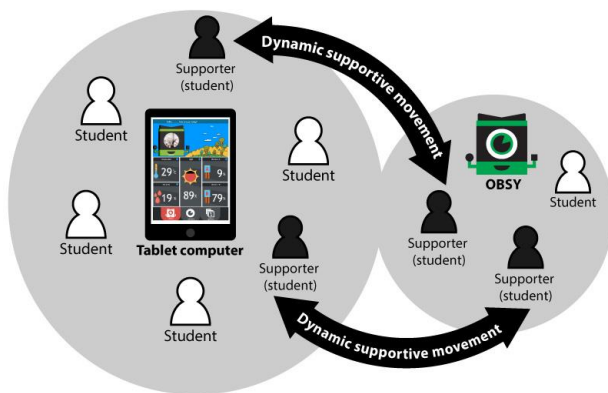 Supporter
(student)
Dynamic supportive movement
Student
Student
Student
29
9
19
89%
79
Tablet computer
Student
Supporter
(student)
OBSY
Student
Supporter
(student)
Supporter
(student)
Dynamic supportive movement